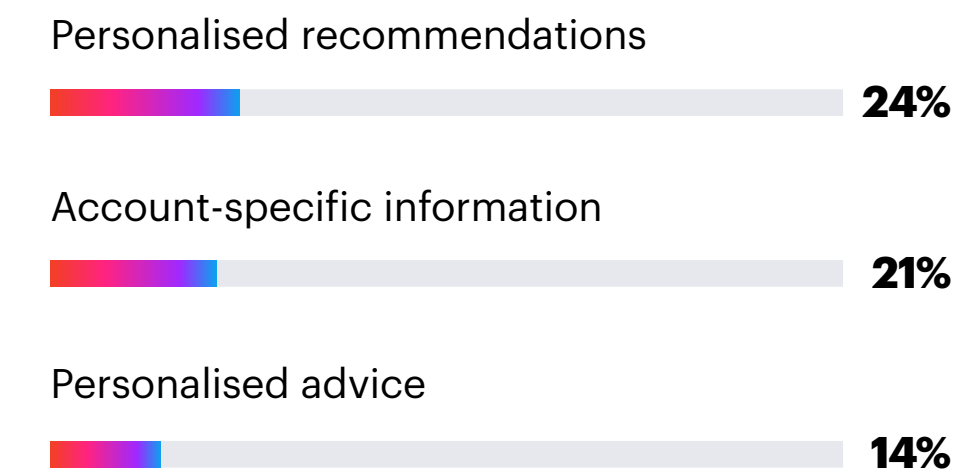 Personalised recommendations
24%
Account-specific information
21%
Personalised advice
14%